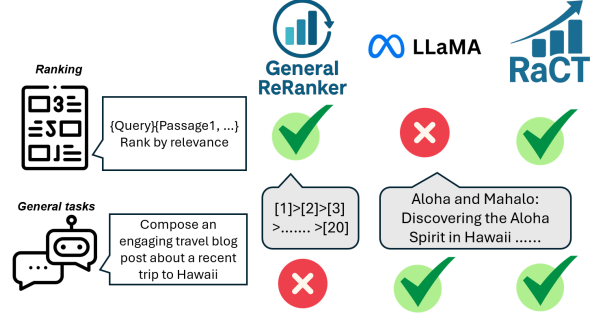 General
ReRanker
LLaMA
RaCT
Ranking
{Query}{Passage1, ...}
Rank by relevance
[1]>[2]>[3]
>....... >[20]
Aloha and Mahalo:
Discovering the Aloha
Spirit in Hawaii ......
General tasks
Compose an
engaging travel blog
post about a recent
trip to Hawaii